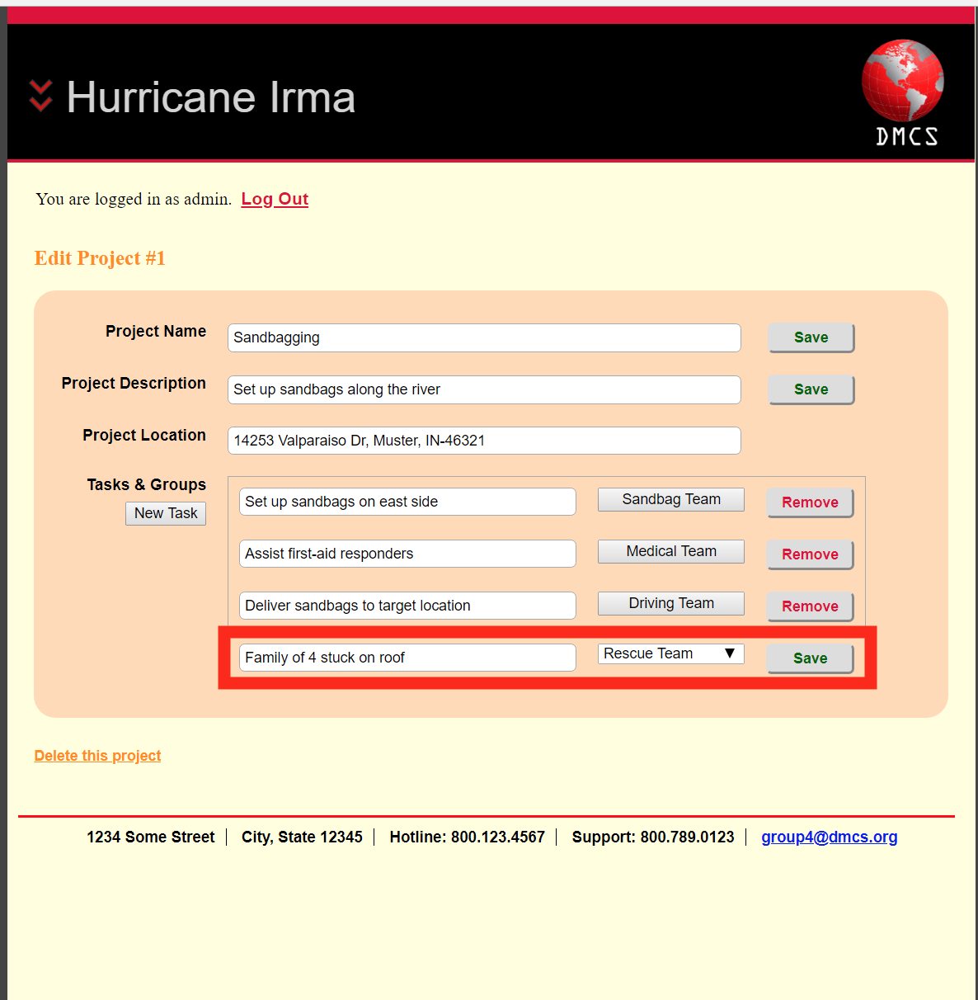 Hurricane Irma
DMCS
You are logged in as admin. Log Out
Edit Project #1
Project Name Sandbagging Save
Project Description Set up sandbags along the river Save
Project Location 14253 Valparaiso Dr, Muster, IN-46321
Tasks & Groups
New Task
Set up sandbags on east side Sandbag Team Remove
Assist first-aid responders Medical Team Remove
Deliver sandbags to target location Driving Team Remove
Family of 4 stuck on roof Rescue Team ▼ Save
Delete this project
1234 Some Street | City, State 12345 | Hotline: 800.123.4567 | Support: 800.789.0123 | group4@dmcs.org